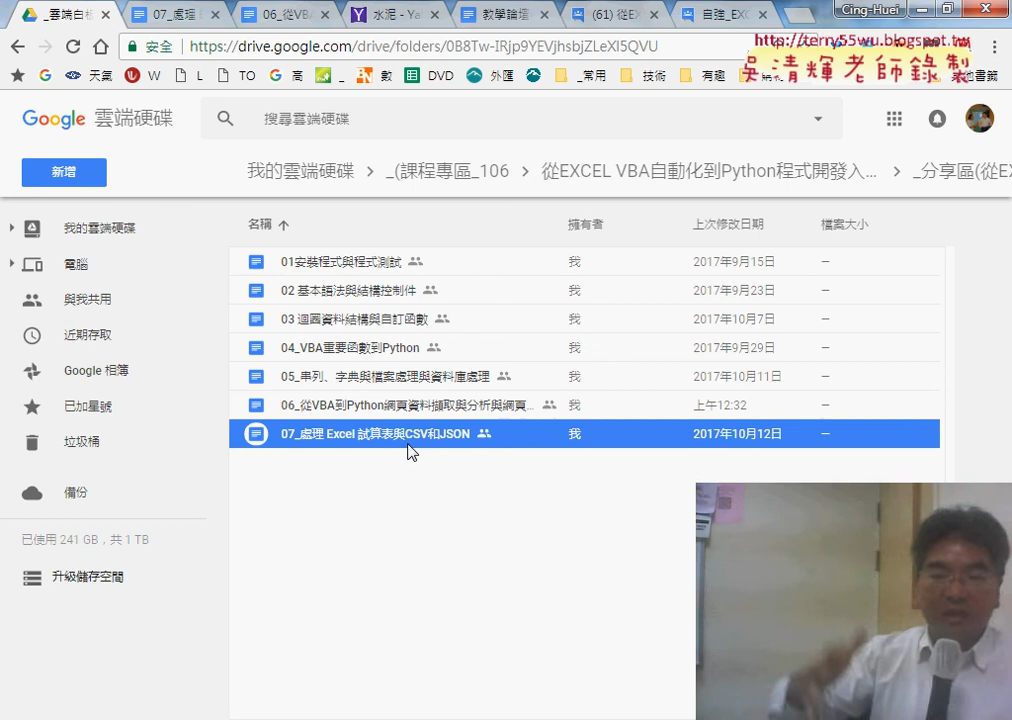 _雲端白板
07_處理
06_從VBA
水泥 - Ya
教學論壇
(61) 從EX
自強_EXC
Cing-Huei
安全
https://drive.google.com/drive/folders/0B8Tw-IRjp9YEVjhsbjZLeXI5QVU
http://terry55wu.blogspot.tw
吳清輝老師錄製
天氣
W
L
TO
高
_
數
DVD
外匯
_常用
技術
有趣
他書籤
Google 雲端硬碟
搜尋雲端硬碟
新增
我的雲端硬碟 > _(課程專區_106 > 從EXCEL VBA自動化到Python程式開發入... > _分享區(從EX
我的雲端硬碟
電腦
與我共用
近期存取
Google 相簿
已加星號
垃圾桶
備份
已使用 241 GB，共 1 TB
升級儲存空間
名稱 擁有者 上次修改日期 檔案大小
01安裝程式與程式測試 我 2017年9月15日 —
02 基本語法與結構控制件 我 2017年9月23日 —
03 迴圈資料結構與自訂函數 我 2017年10月7日 —
04_VBA重要函數到Python 我 2017年9月29日 —
05_串列、字典與檔案處理與資料庫處理 我 2017年10月11日 —
06_從VBA到Python網頁資料擷取與分析與網頁... 我 上午12:32 —
07_處理 Excel 試算表與CSV和JSON 我 2017年10月12日 —